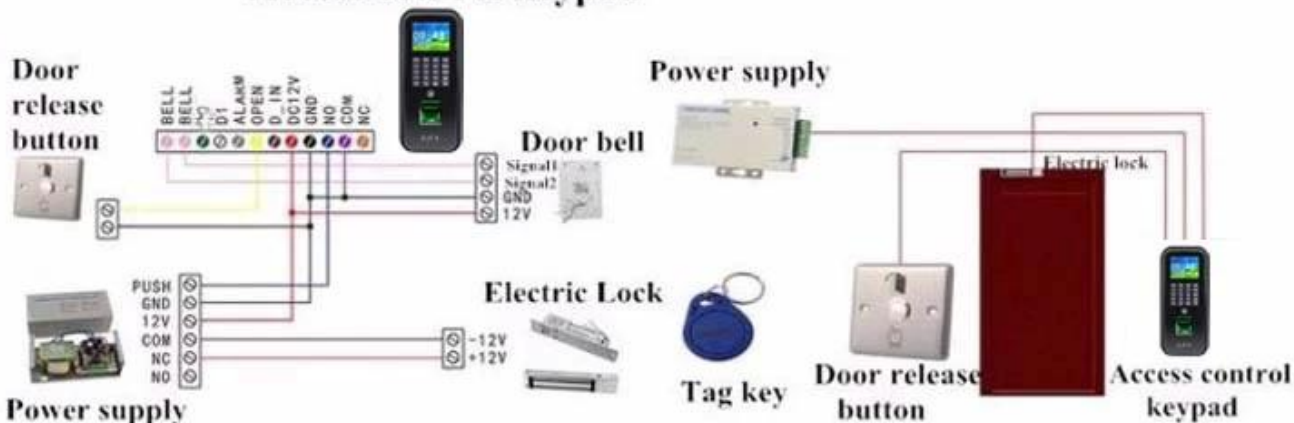 Door
release
button
BELL
BELL
D1
ALARM
OPEN
D_IN
DC12V
GND
NO
COM
NC
Door bell
Signal1
Signal2
GND
12V
PUSH
GND
12V
COM
NC
NO
Power supply
Electric Lock
-12V
+12V
Tag key
Power supply
Electric lock
Door release
button
Access control
keypad